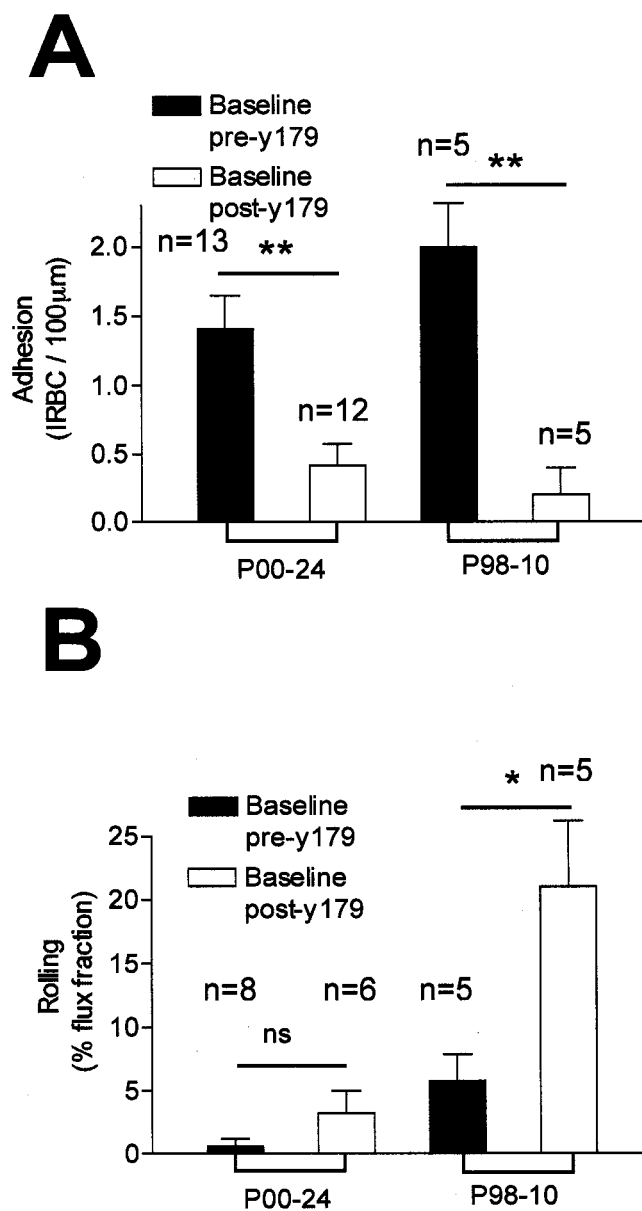 A
Baseline
pre-y179
Baseline
post-y179
n=5
**
n=13
**
n=12
n=5
Adhesion
(IRBC / 100μm)
2.0
1.5
1.0
0.5
0.0
P00-24
P98-10
B
Baseline
pre-y179
Baseline
post-y179
n=5
*
n=8
n=6
n=5
ns
Rolling
(% flux fraction)
25
20
15
10
5
0
P00-24
P98-10